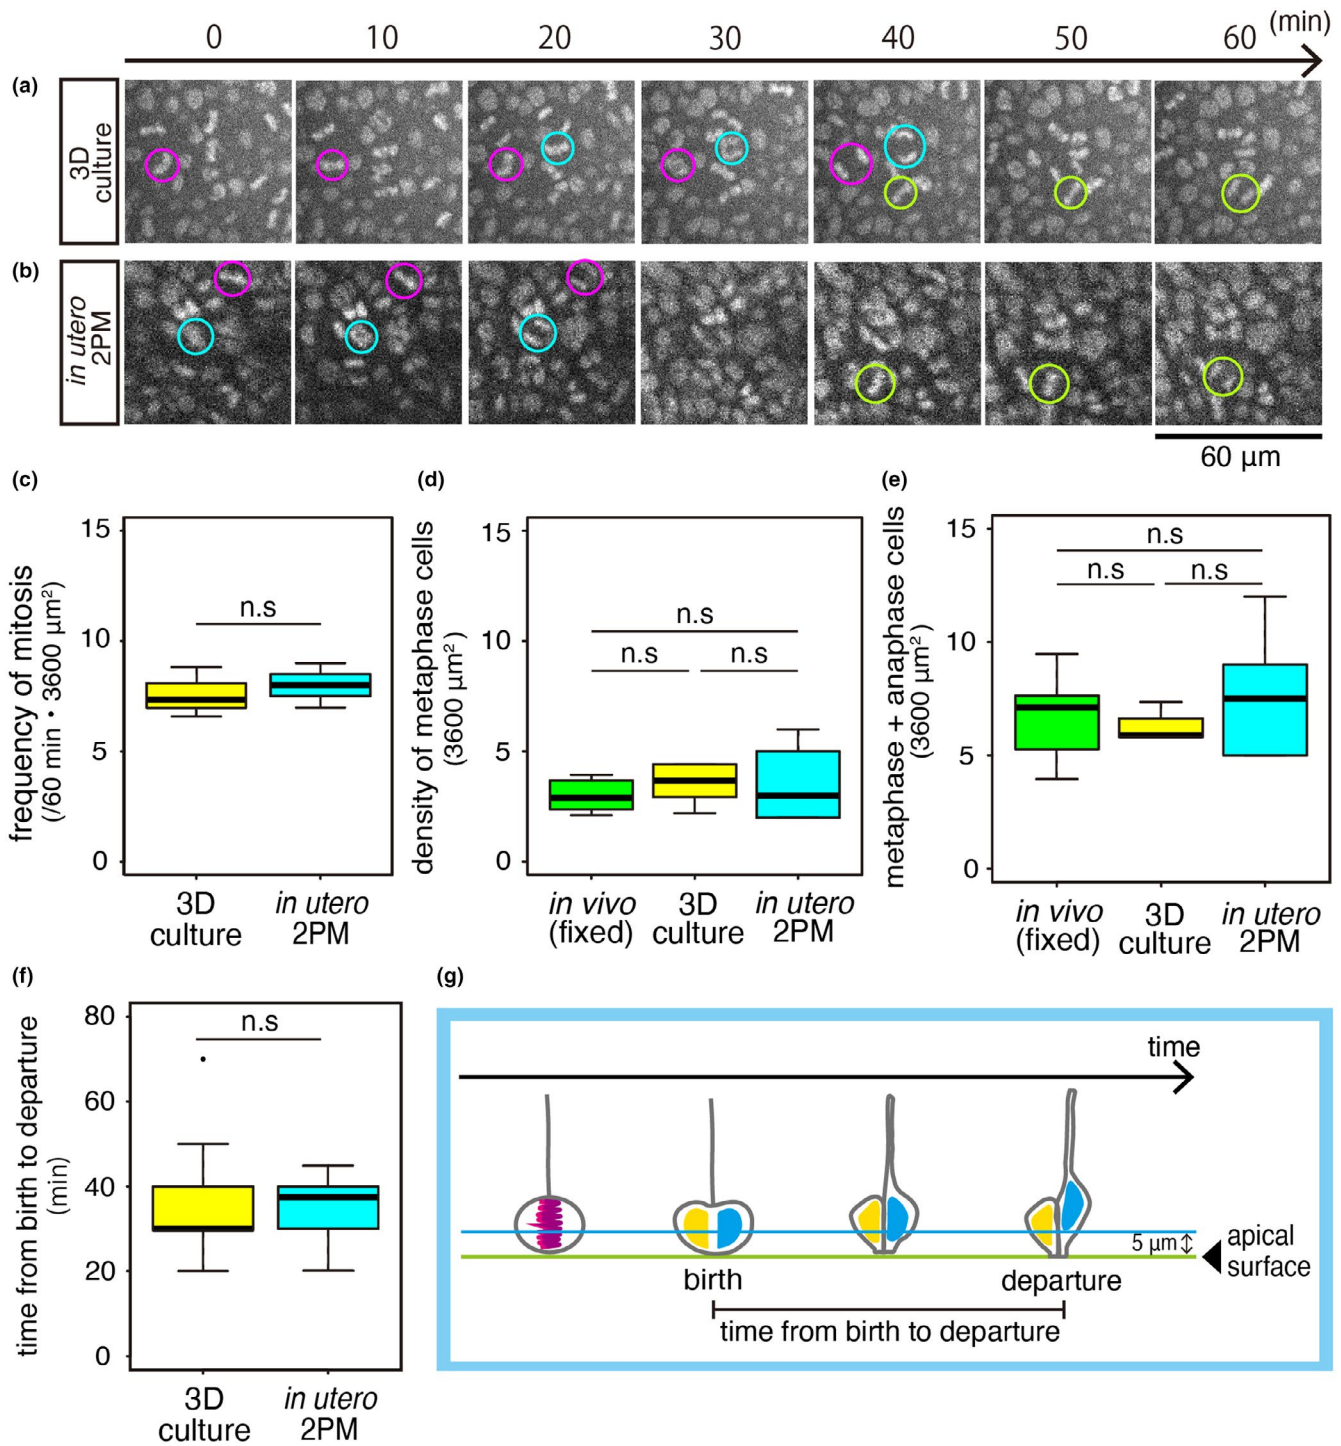 0 10 20 30 40 50 60 (min)
(a)
3D
culture
(b)
in utero
2PM
60 μm
(c)
frequency of mitosis
(/60 min • 3600 μm²)
15
10
5
0
n.s
3D
culture
in utero
2PM
(d)
density of metaphase cells
(3600 μm²)
15
10
5
0
n.s
n.s
n.s
in vivo
(fixed)
3D
culture
in utero
2PM
(e)
metaphase + anaphase cells
(3600 μm²)
15
10
5
0
n.s
n.s
n.s
in vivo
(fixed)
3D
culture
in utero
2PM
(f)
time from birth to departure
(min)
80
60
40
20
0
n.s
3D
culture
in utero
2PM
(g)
time
5 μm
apical
surface
birth
departure
time from birth to departure